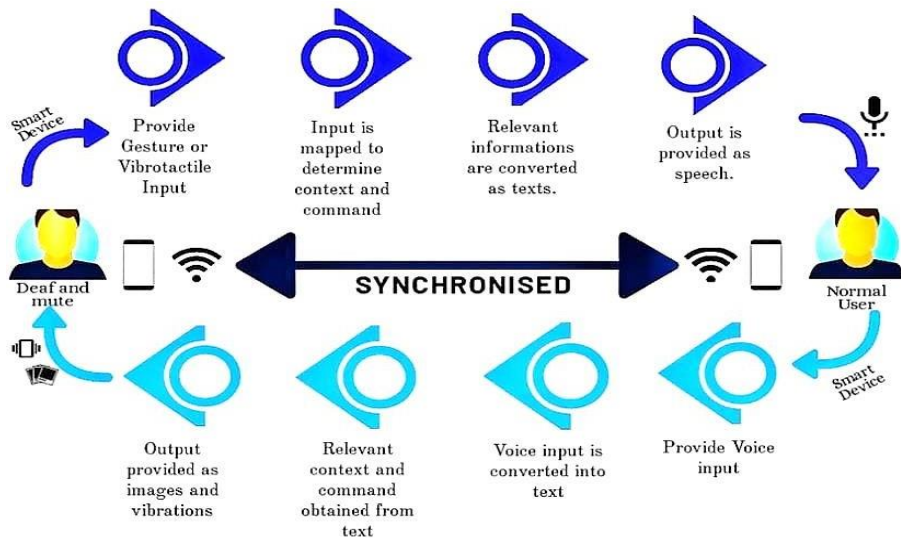 Smart
Device
Provide
Gesture or
Vibrotactile
Input
Input is
mapped to
determine
context and
command
Relevant
informations
are converted
as texts.
Output is
provided as
speech.
Deaf and
mute
SYNCHRONISED
Normal
User
Smart
Device
Output
provided as
images and
vibrations
Relevant
context and
command
obtained from
text
Voice input is
converted into
text
Provide Voice
input